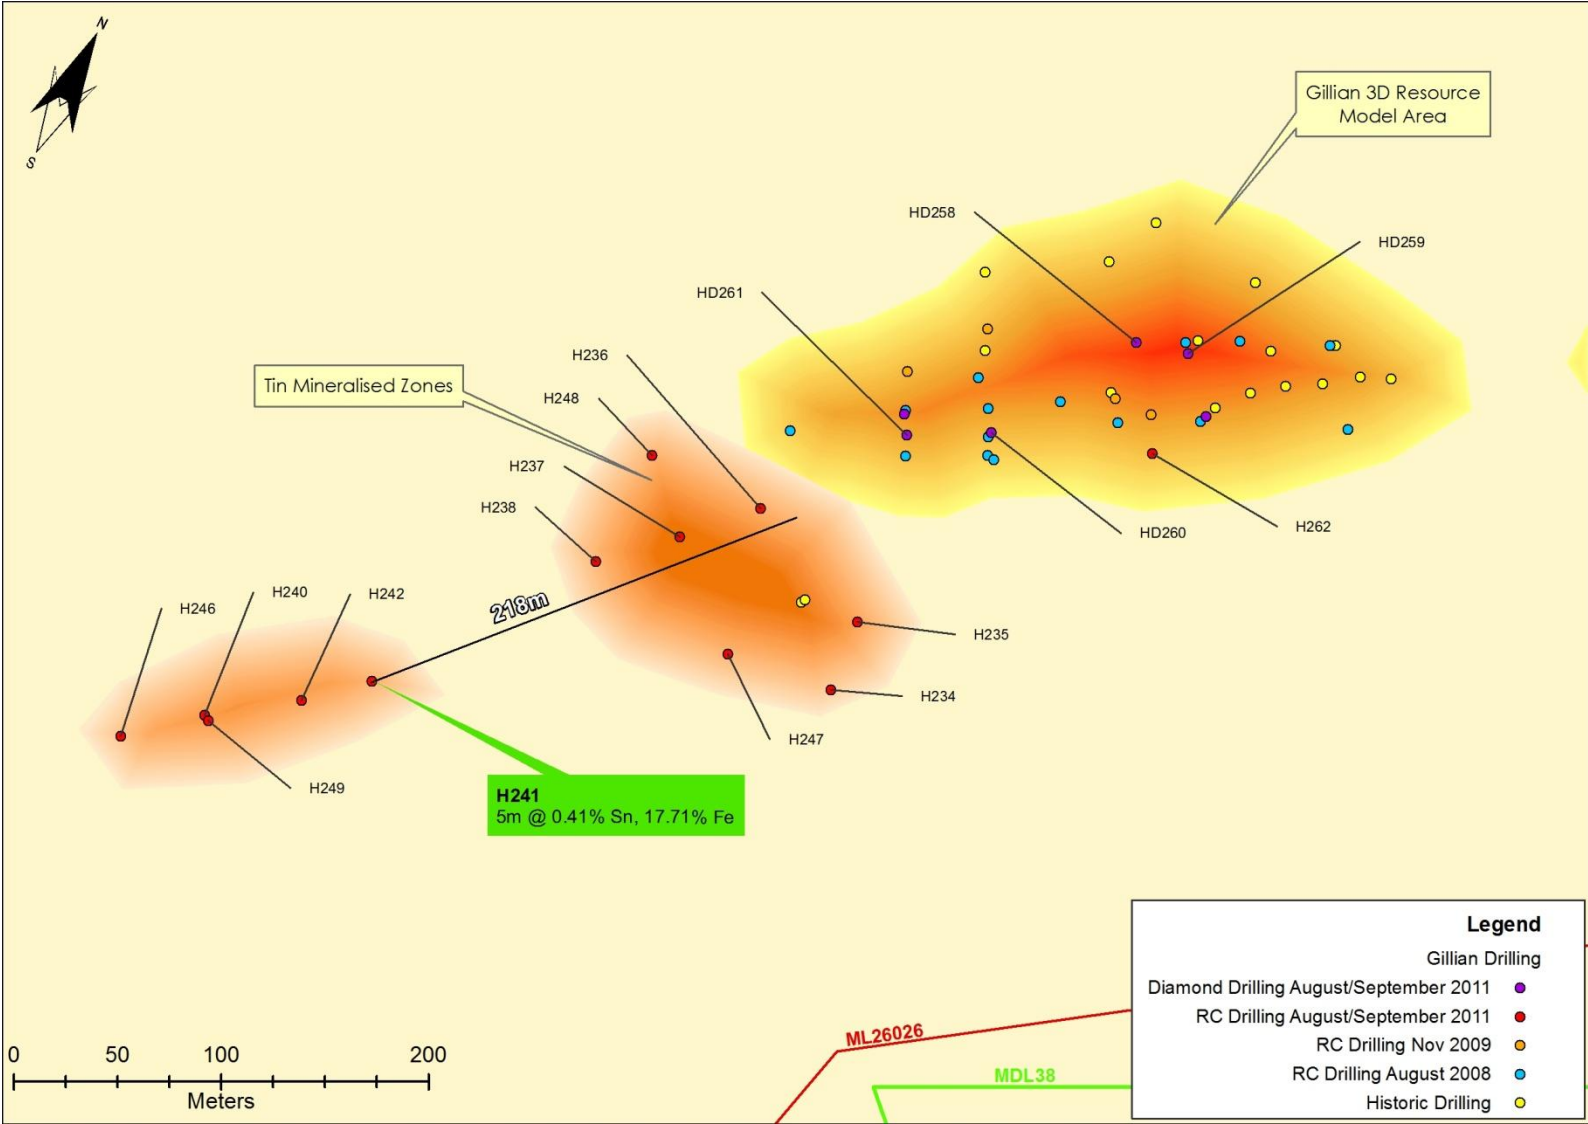 N
S
Gillian 3D Resource
Model Area
HD258
HD259
HD261
H236
Tin Mineralised Zones
H248
H237
H238
HD260
H262
218m
H246
H240
H242
H235
H234
H247
H249
H241
5m @ 0.41% Sn, 17.71% Fe
Legend
Gillian Drilling
Diamond Drilling August/September 2011
RC Drilling August/September 2011
RC Drilling Nov 2009
RC Drilling August 2008
Historic Drilling
ML26026
MDL38
0 50 100 200
Meters